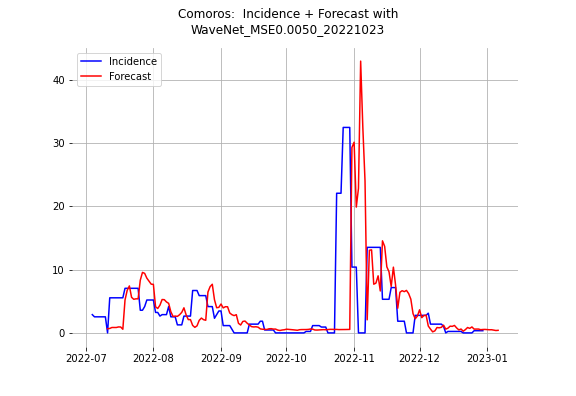 Comoros:  Incidence + Forecast with
WaveNet_MSE0.0050_20221023
Incidence
Forecast
40
30
20
10
0
2022-07 2022-08 2022-09 2022-10 2022-11 2022-12 2023-01